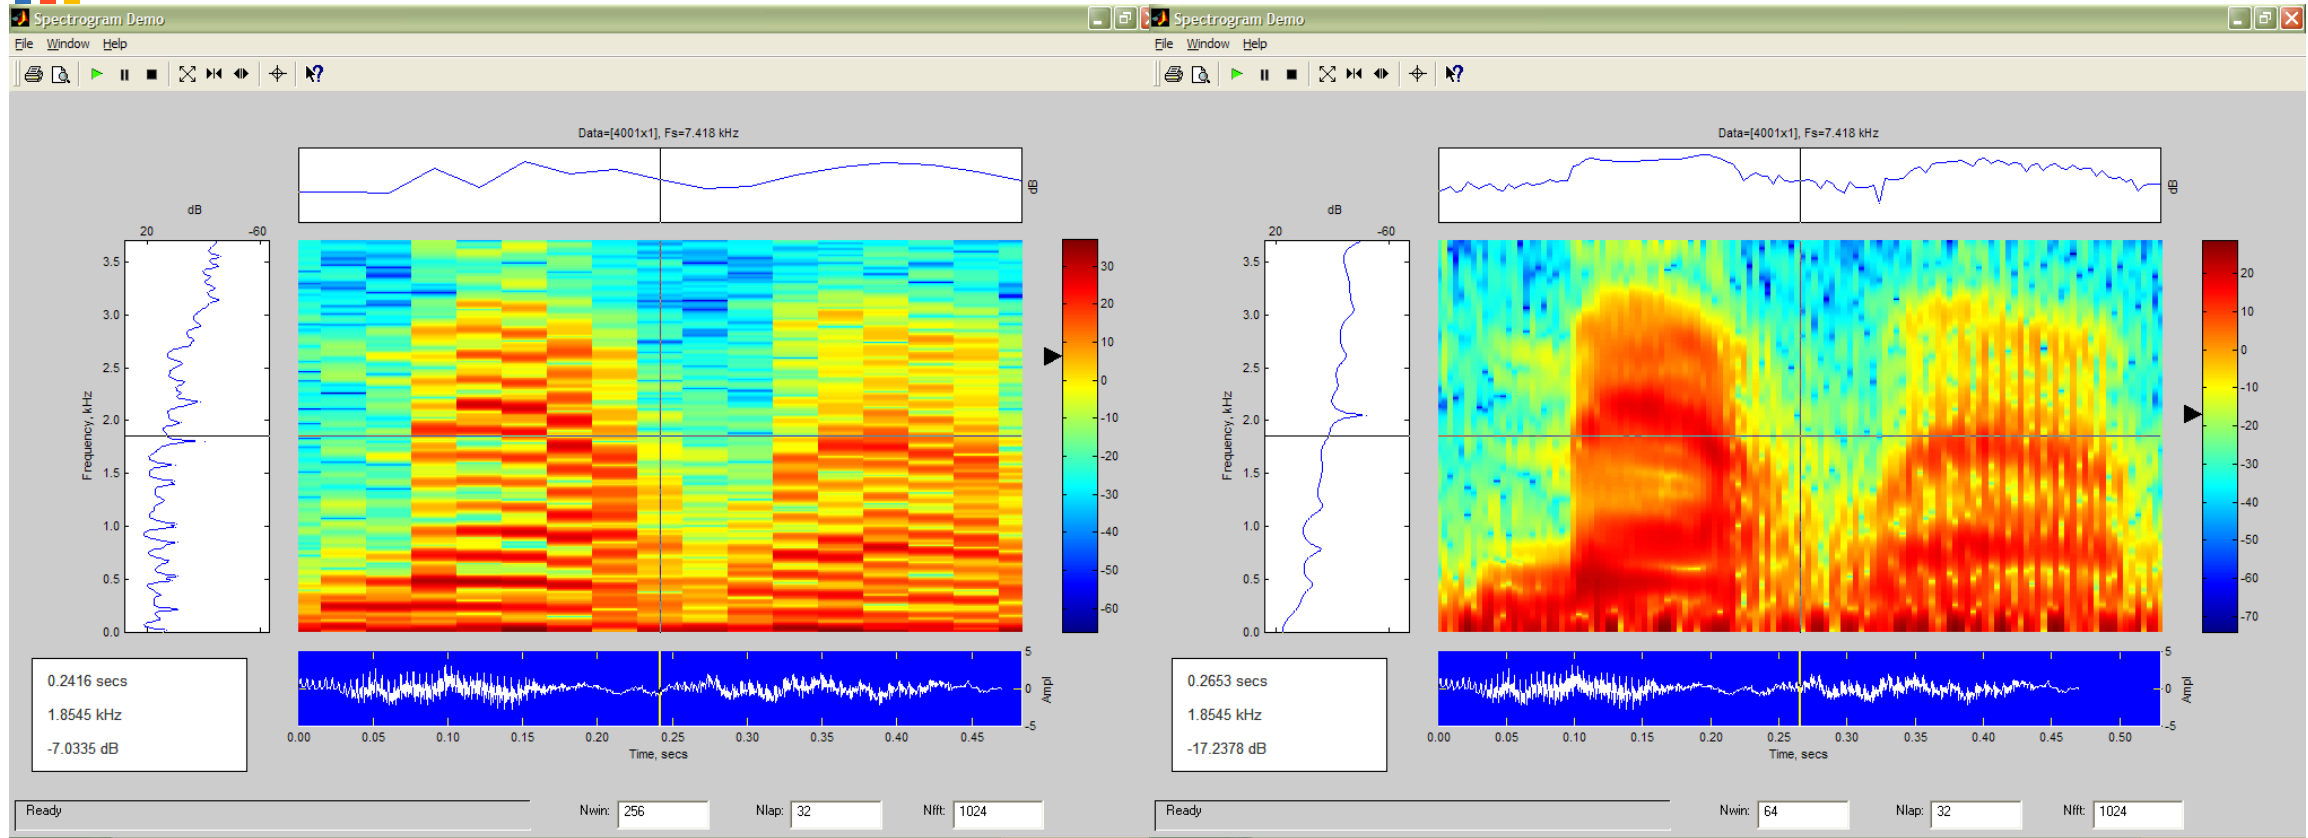 Spectrogram Demo
File Window Help
Data=[4001x1], Fs=7.418 kHz
dB
dB
20 -60
3.5
3.0
2.5
2.0
1.5
1.0
0.5
0.0
Frequency, kHz
30
20
10
0
-10
-20
-30
-40
-50
-60
5
0
-5
Ampl
0.00 0.05 0.10 0.15 0.20 0.25 0.30 0.35 0.40 0.45
Time, secs
0.2416 secs
1.8545 kHz
-7.0335 dB
Ready
Nwin: 256
Nlap: 32
Nfft: 1024
Spectrogram Demo
File Window Help
Data=[4001x1], Fs=7.418 kHz
dB
dB
20 -60
3.5
3.0
2.5
2.0
1.5
1.0
0.5
0.0
Frequency, kHz
20
10
0
-10
-20
-30
-40
-50
-60
-70
5
0
-5
Ampl
0.00 0.05 0.10 0.15 0.20 0.25 0.30 0.35 0.40 0.45 0.50
Time, secs
0.2653 secs
1.8545 kHz
-17.2378 dB
Ready
Nwin: 64
Nlap: 32
Nfft: 1024